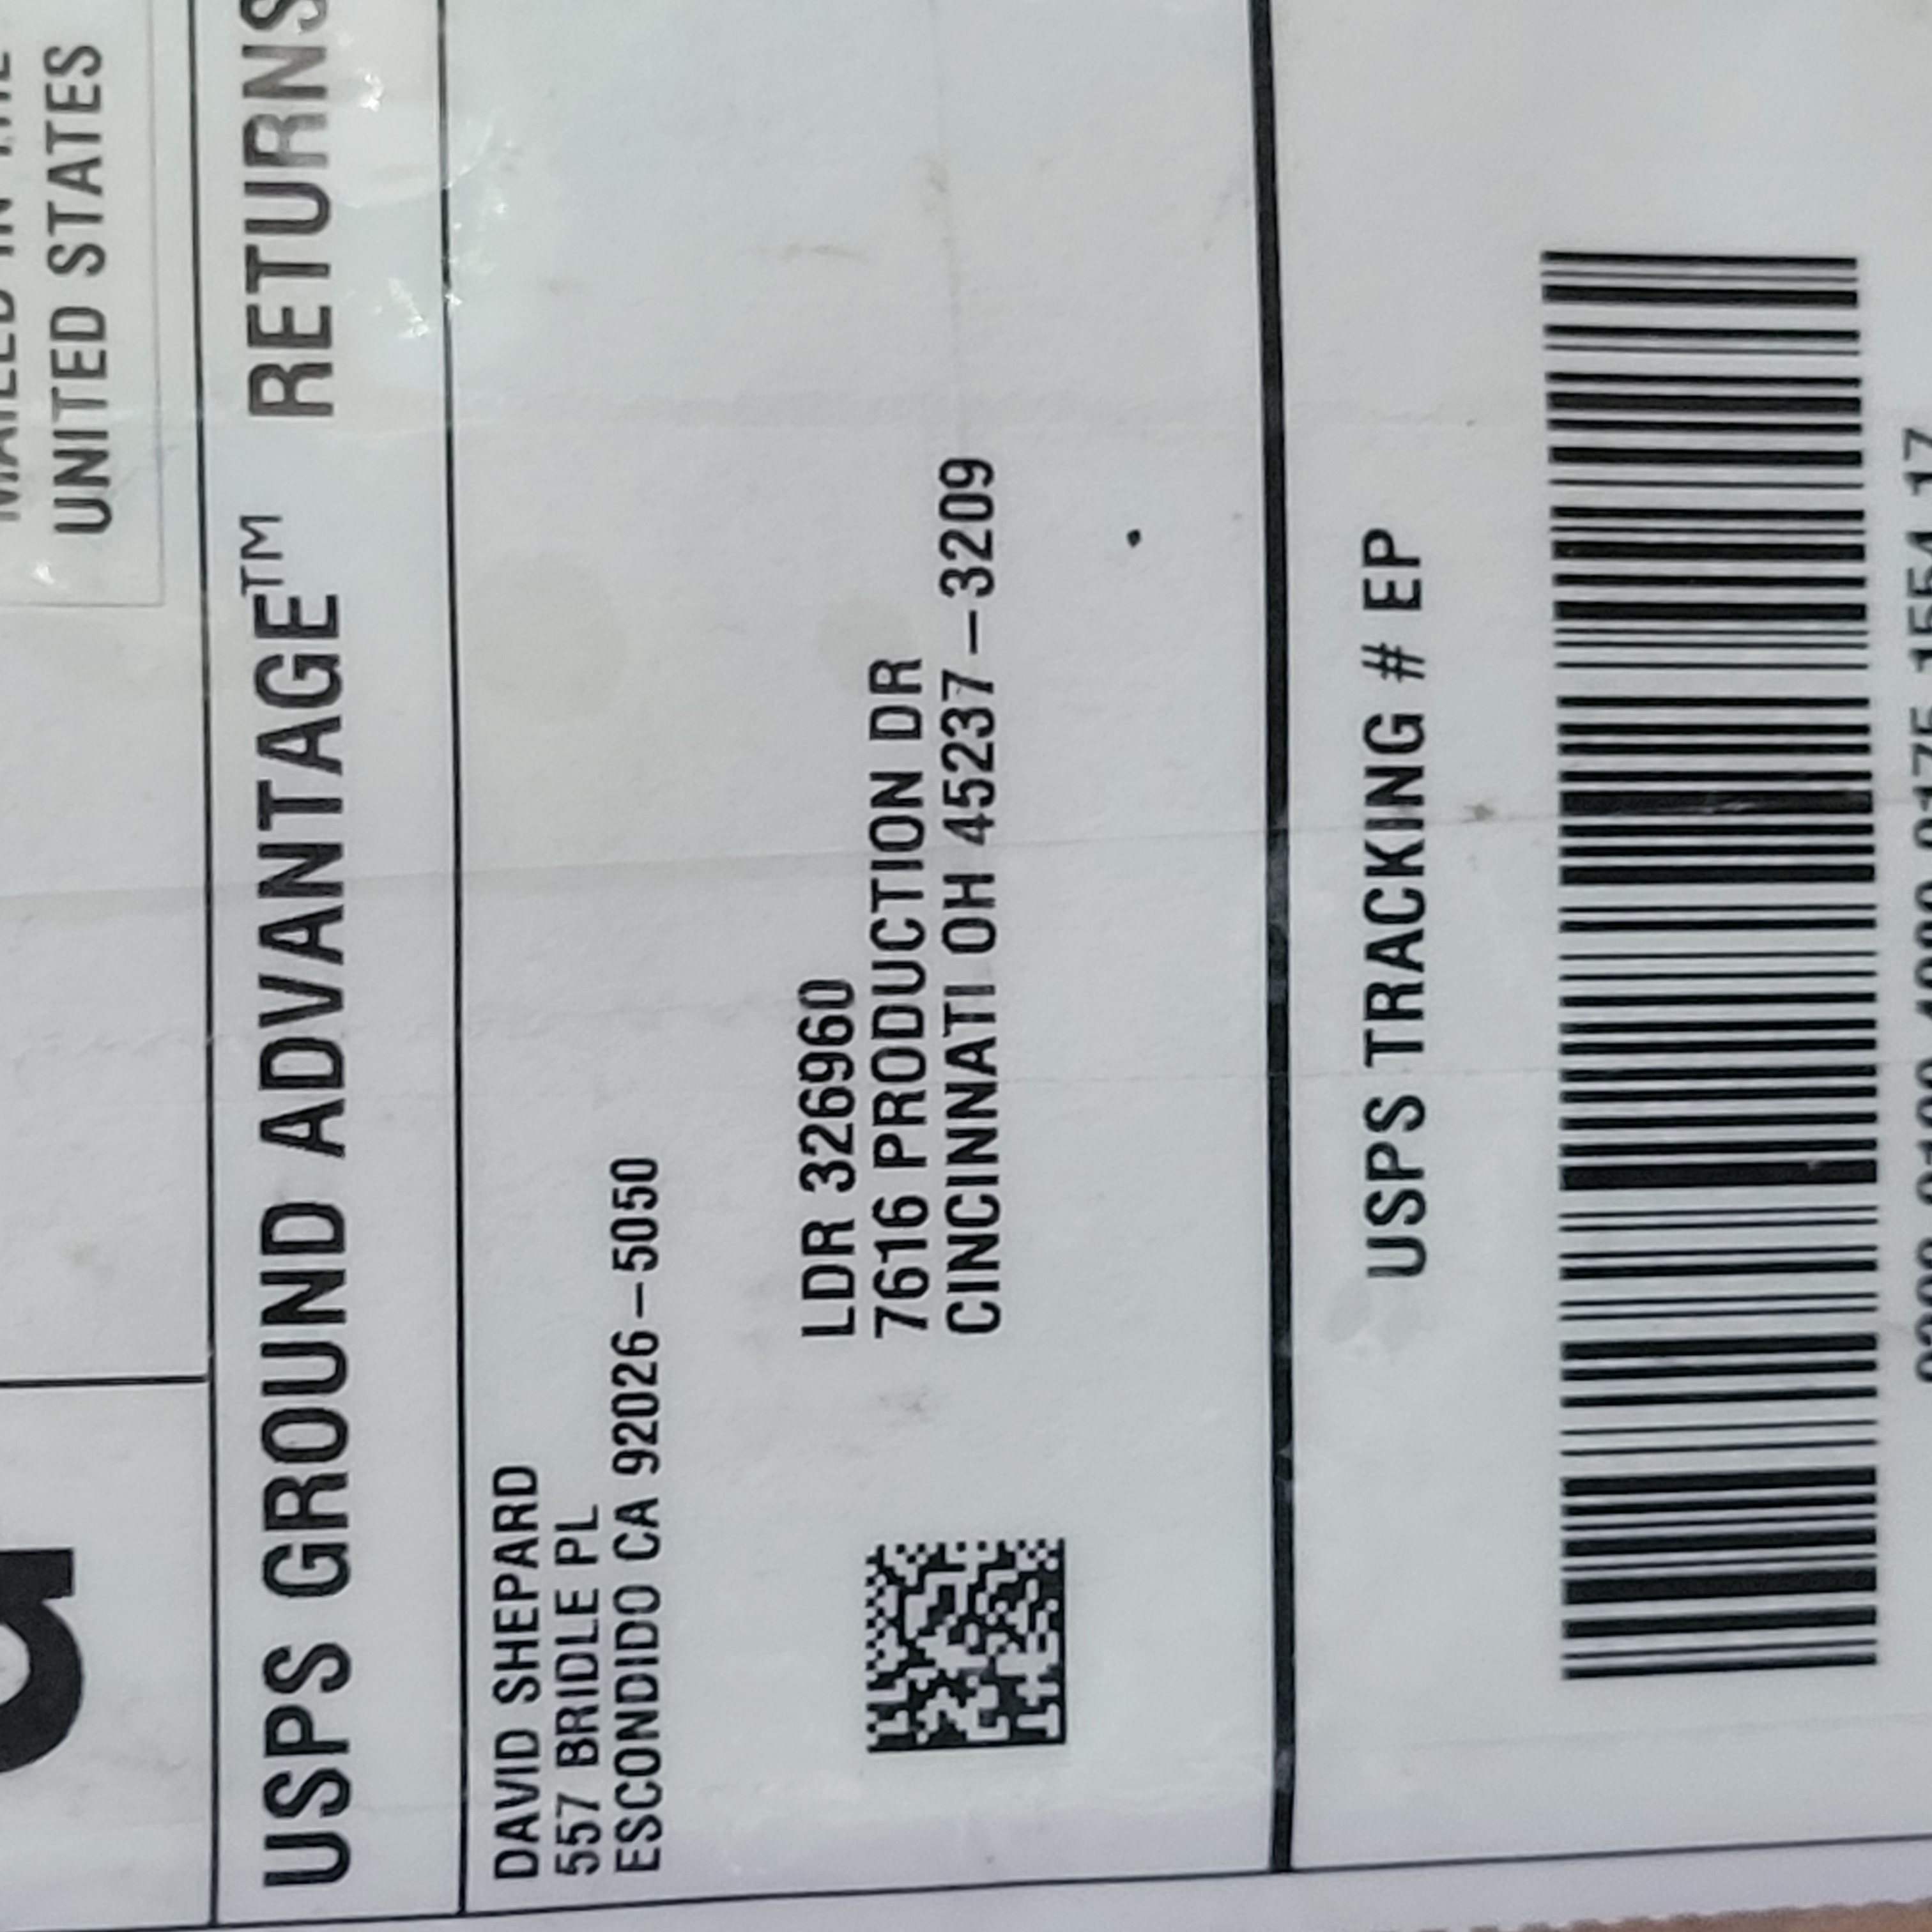 UNITED STATES
USPS GROUND ADVANTAGE™ RETURNS
DAVID SHEPARD
557 BRIDLE PL
ESCONDIDO CA 92026-5050
LDR 326960
7616 PRODUCTION DR
CINCINNATI OH 45237-3209
USPS TRACKING # EP